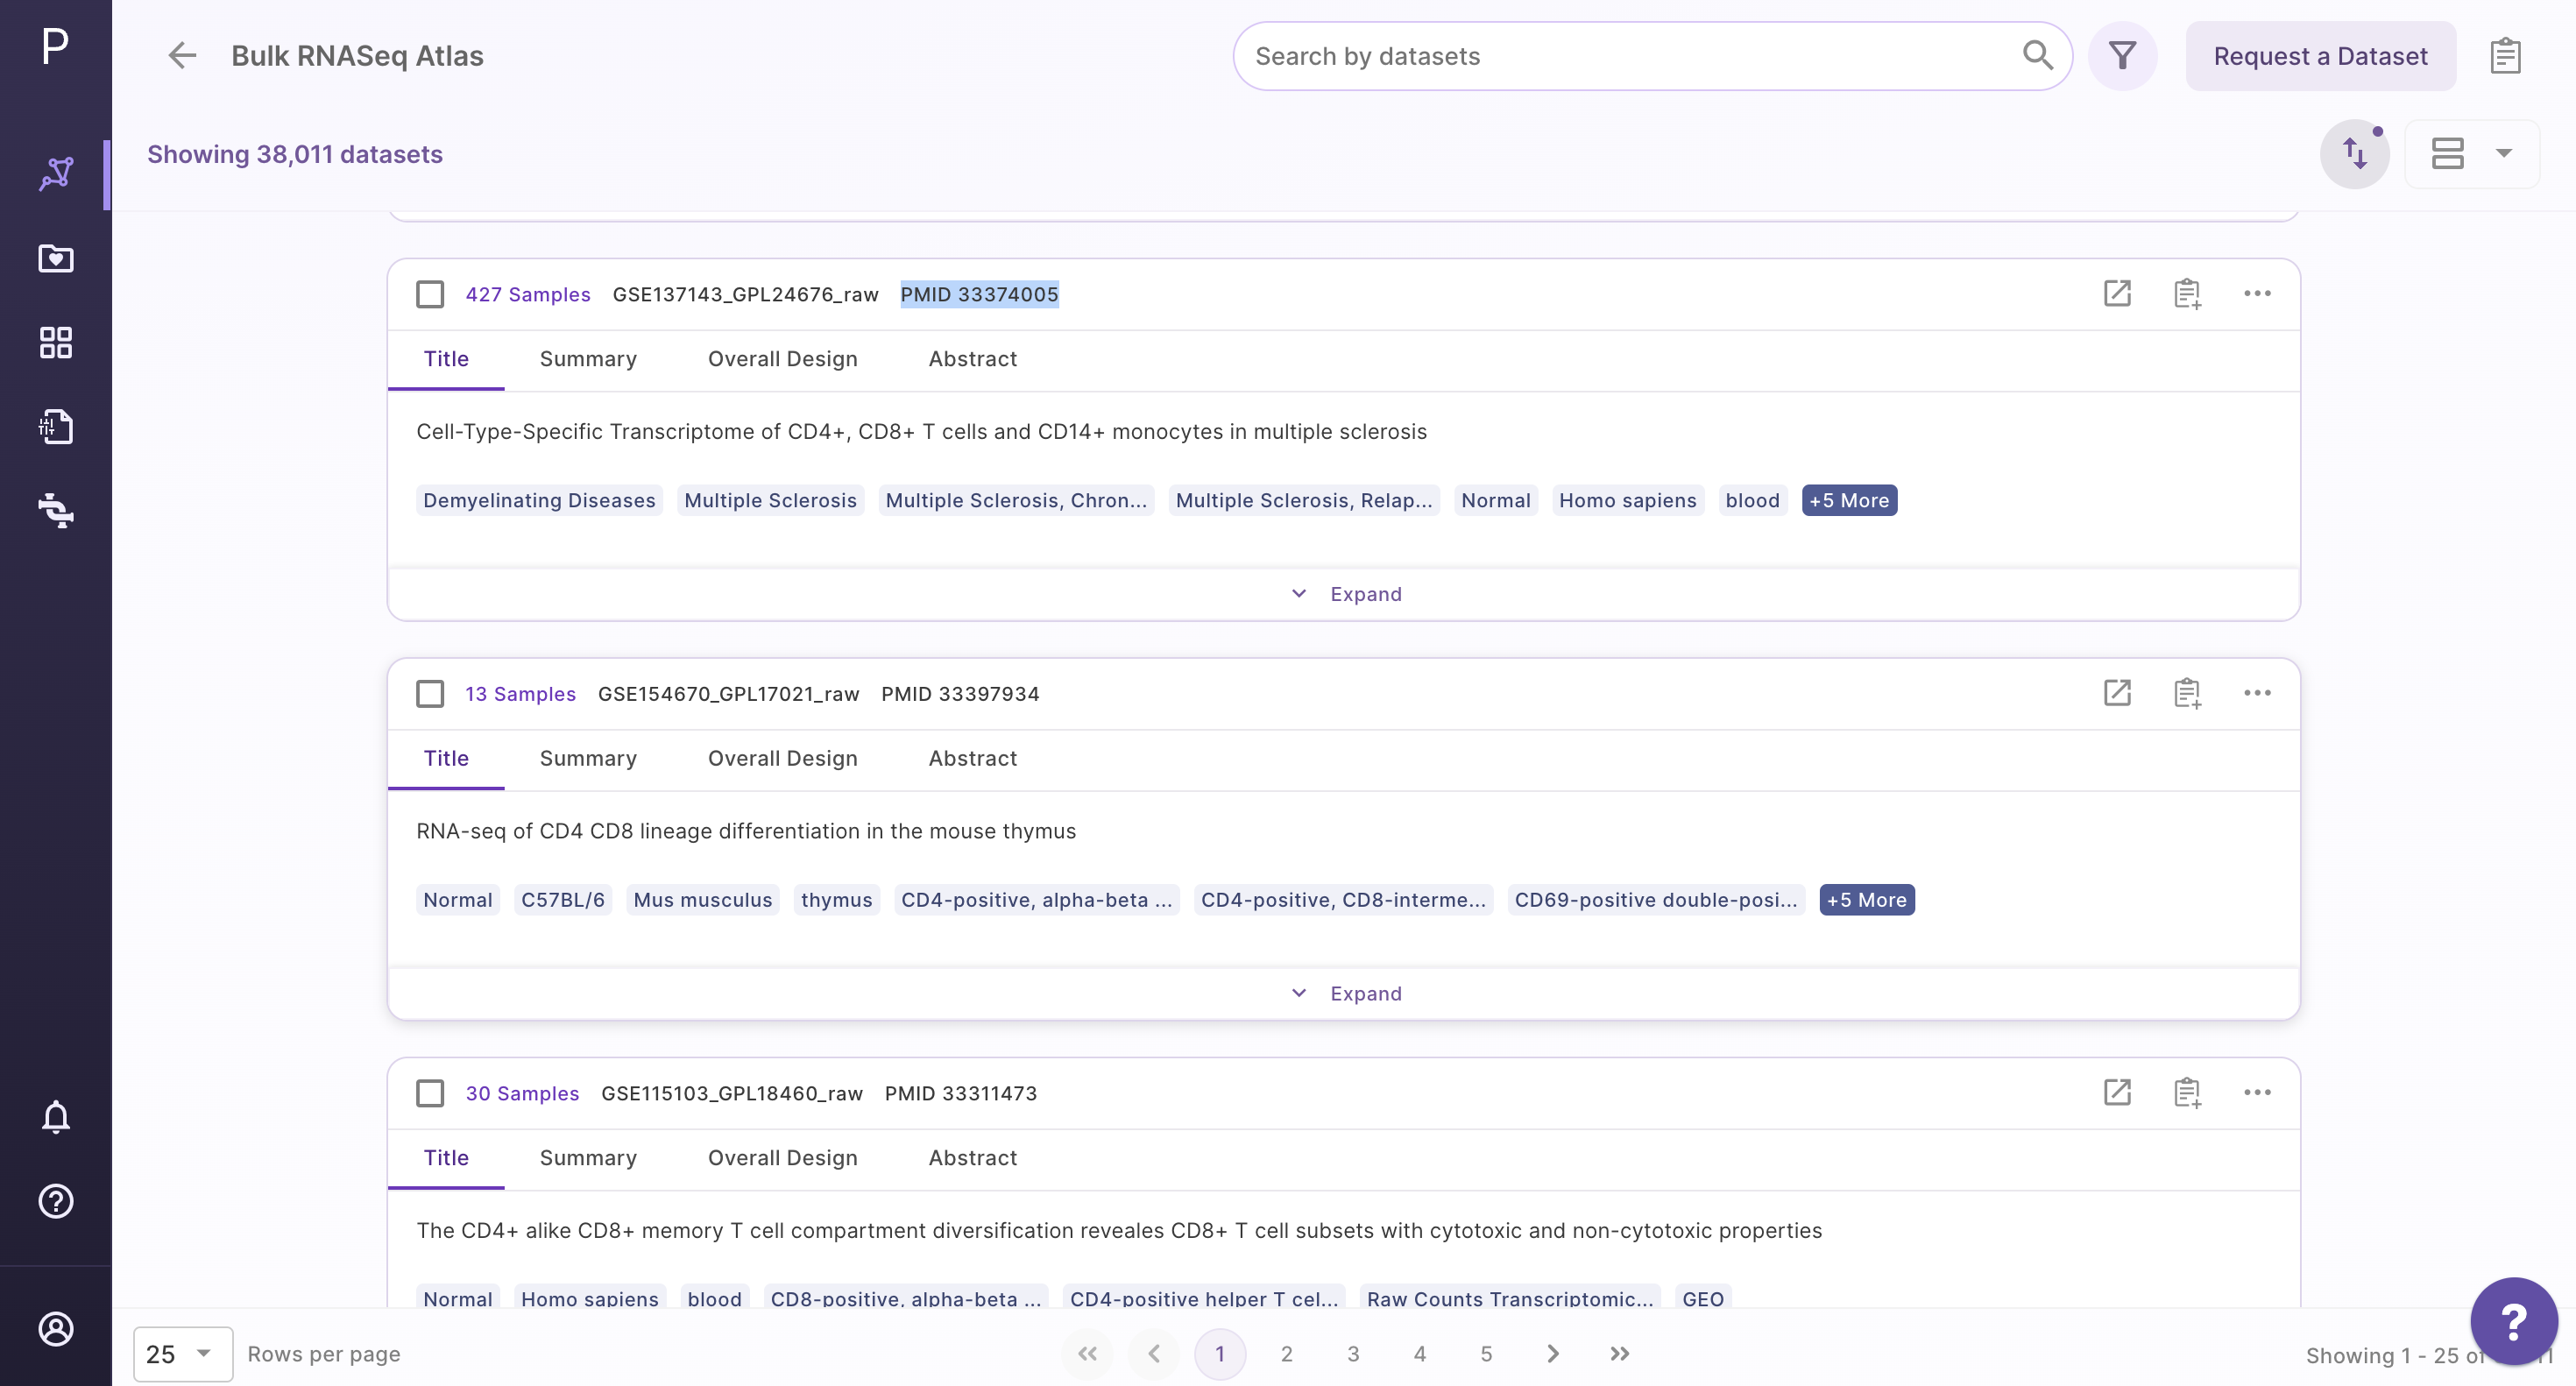 P
Bulk RNASeq Atlas
Search by datasets
Request a Dataset
Showing 38,011 datasets
427 Samples GSE137143_GPL24676_raw PMID 33374005
Title Summary Overall Design Abstract
Cell-Type-Specific Transcriptome of CD4+, CD8+ T cells and CD14+ monocytes in multiple sclerosis
Demyelinating Diseases Multiple Sclerosis Multiple Sclerosis, Chron... Multiple Sclerosis, Relap... Normal Homo sapiens blood +5 More
Expand
13 Samples GSE154670_GPL17021_raw PMID 33397934
Title Summary Overall Design Abstract
RNA-seq of CD4 CD8 lineage differentiation in the mouse thymus
Normal C57BL/6 Mus musculus thymus CD4-positive, alpha-beta ... CD4-positive, CD8-interme... CD69-positive double-posi... +5 More
Expand
30 Samples GSE115103_GPL18460_raw PMID 33311473
Title Summary Overall Design Abstract
The CD4+ alike CD8+ memory T cell compartment diversification reveales CD8+ T cell subsets with cytotoxic and non-cytotoxic properties
Normal Homo sapiens blood CD8-positive, alpha-beta ... CD4-positive helper T cel... Raw Counts Transcriptomic... GEO
25 Rows per page
1 2 3 4 5
Showing 1 - 25 of
?